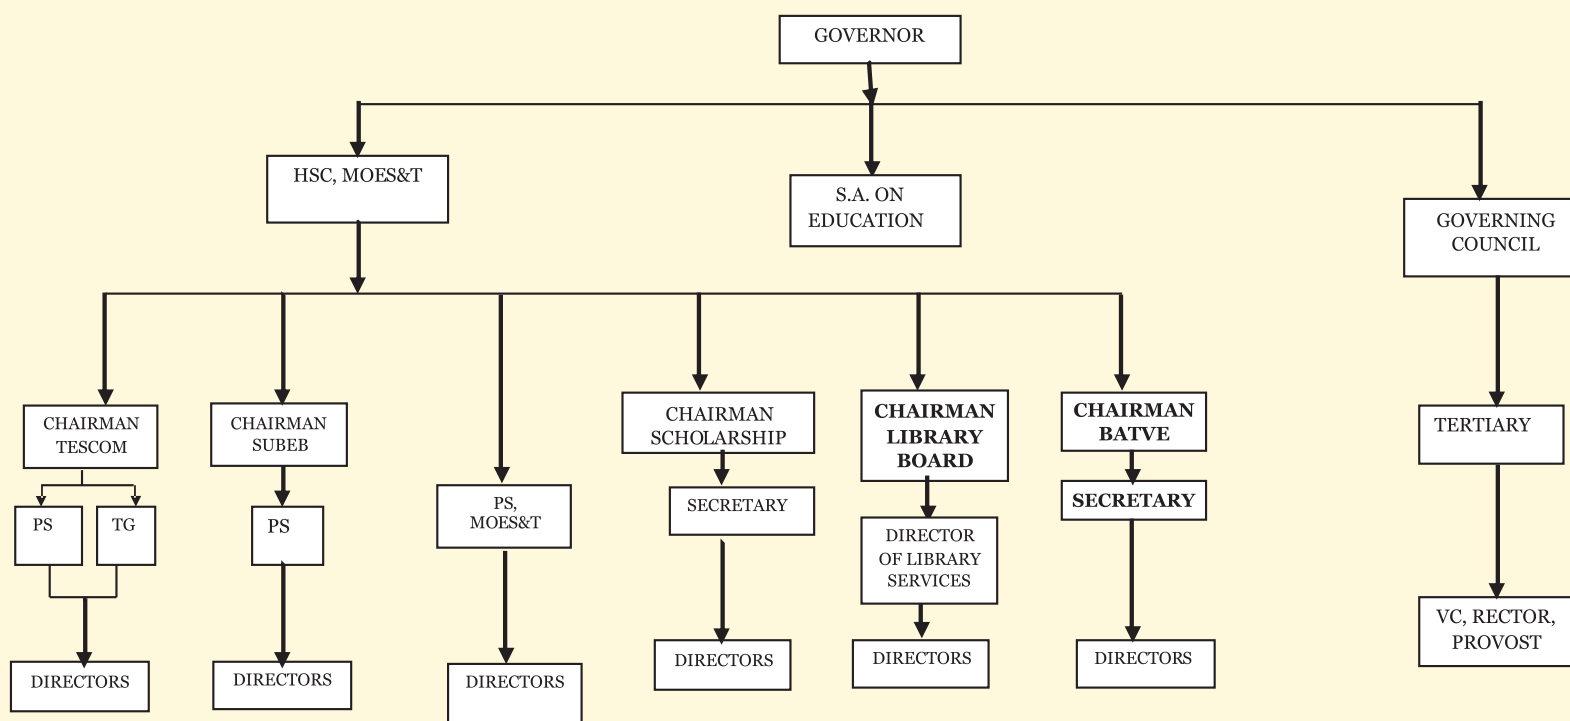 GOVERNOR
HSC, MOES&T
S.A. ON
EDUCATION
GOVERNING
COUNCIL
CHAIRMAN
TESCOM
CHAIRMAN
SUBEB
CHAIRMAN
SCHOLARSHIP
CHAIRMAN
LIBRARY
BOARD
CHAIRMAN
BATVE
TERTIARY
PS
TG
PS
PS,
MOES&T
SECRETARY
DIRECTOR
OF LIBRARY
SERVICES
SECRETARY
VC, RECTOR,
PROVOST
DIRECTORS
DIRECTORS
DIRECTORS
DIRECTORS
DIRECTORS
DIRECTORS